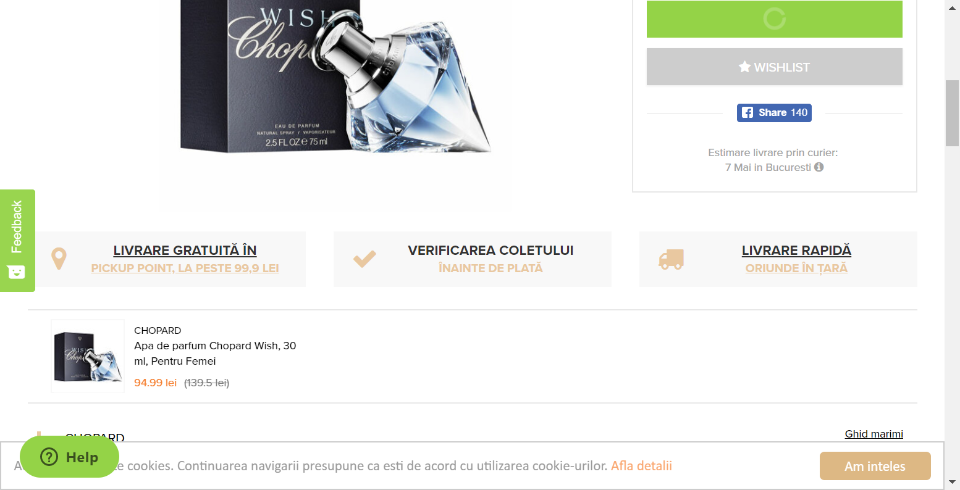 WISH
Chopard
CHOPARD
EAU DE PARFUM
NATURAL SPRAY / VAPORISATEUR
2.5 FL OZ ℮ 75 ml
WISHLIST
Share 140
Estimare livrare prin curier:
7 Mai in Bucuresti
Feedback
LIVRARE GRATUITĂ ÎN
PICKUP POINT, LA PESTE 99,9 LEI
VERIFICAREA COLETULUI
ÎNAINTE DE PLATĂ
LIVRARE RAPIDĂ
ORIUNDE ÎN ȚARĂ
WISH
Chopard
CHOPARD
Apa de parfum Chopard Wish, 30
ml, Pentru Femei
94.99 lei (139.5 lei)
CHOPARD
Ghid marimi
Help
cookies. Continuarea navigarii presupune ca esti de acord cu utilizarea cookie-urilor. Afla detalii
Am inteles